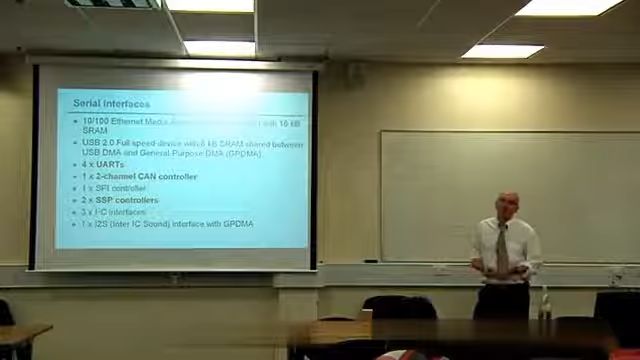 Serial Interfaces
10/100 Ethernet Media with 16 kB
SRAM
USB 2.0 Full speed device with 8 kB SRAM shared between
USB DMA and General Purpose DMA (GPDMA)
4 x UARTs
1 x 2-channel CAN controller
1 x SPI controller
2 x SSP controllers
3 x I²C interfaces
1 x I2S (Inter IC Sound) interface with GPDMA